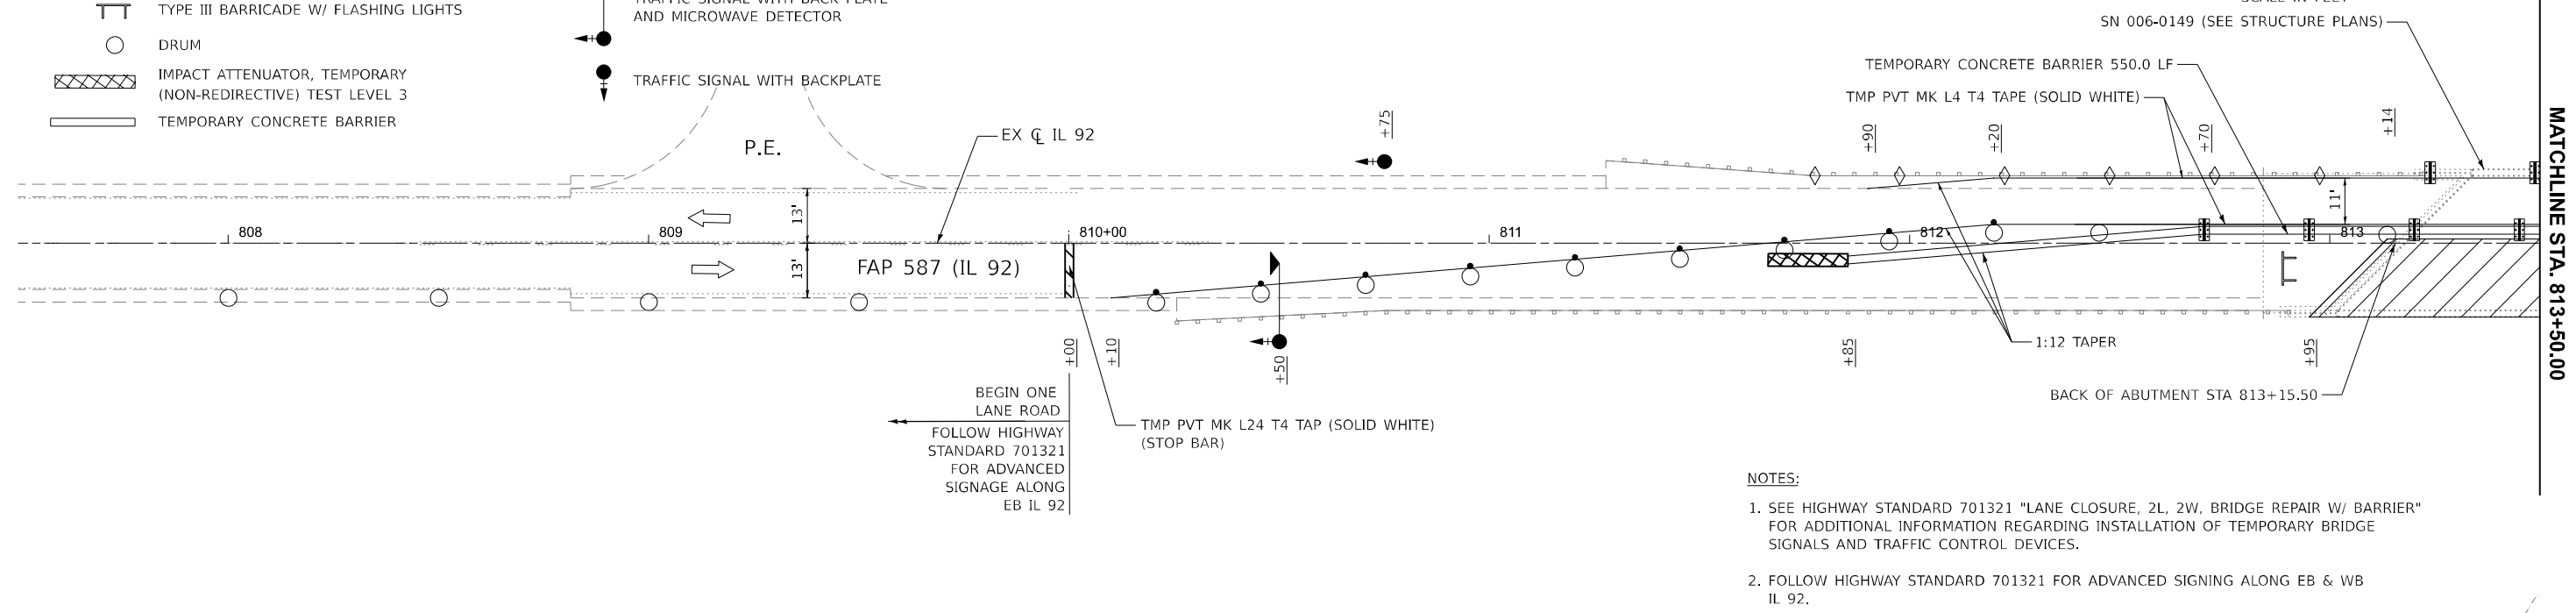 TYPE III BARRICADE W/ FLASHING LIGHTS
DRUM
IMPACT ATTENUATOR, TEMPORARY
(NON-REDIRECTIVE) TEST LEVEL 3
TEMPORARY CONCRETE BARRIER
TRAFFIC SIGNAL WITH BACK PLATE
AND MICROWAVE DETECTOR
TRAFFIC SIGNAL WITH BACKPLATE
SCALE IN FEET
SN 006-0149 (SEE STRUCTURE PLANS)
TEMPORARY CONCRETE BARRIER 550.0 LF
TMP PVT MK L4 T4 TAPE (SOLID WHITE)
P.E.
EX ℄ IL 92
+75
+90
+20
+70
+14
MATCHLINE STA. 813+50.00
13'
11'
808
809
810+00
811
812
813
13'
FAP 587 (IL 92)
+00
+10
+50
+85
+95
1:12 TAPER
BACK OF ABUTMENT STA 813+15.50
BEGIN ONE
LANE ROAD
FOLLOW HIGHWAY
STANDARD 701321
FOR ADVANCED
SIGNAGE ALONG
EB IL 92
TMP PVT MK L24 T4 TAP (SOLID WHITE)
(STOP BAR)
NOTES:
1. SEE HIGHWAY STANDARD 701321 "LANE CLOSURE, 2L, 2W, BRIDGE REPAIR W/ BARRIER"
FOR ADDITIONAL INFORMATION REGARDING INSTALLATION OF TEMPORARY BRIDGE
SIGNALS AND TRAFFIC CONTROL DEVICES.
2. FOLLOW HIGHWAY STANDARD 701321 FOR ADVANCED SIGNING ALONG EB & WB
IL 92.